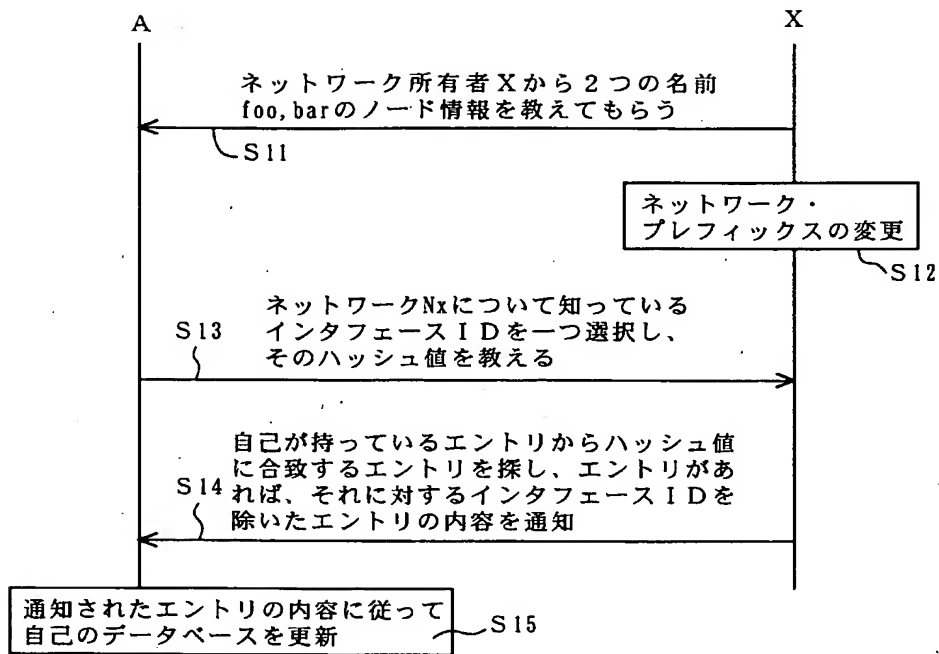 A
X
ネットワーク所有者Xから2つの名前
foo,barのノード情報を教えてもらう
S11
ネットワーク・
プレフィックスの変更
S12
ネットワークNxについて知っている
インタフェースIDを一つ選択し、
そのハッシュ値を教える
S13
自己が持っているエントリからハッシュ値
に合致するエントリを探し、エントリがあ
れば、それに対するインタフェースIDを
除いたエントリの内容を通知
S14
通知されたエントリの内容に従って
自己のデータベースを更新
S15